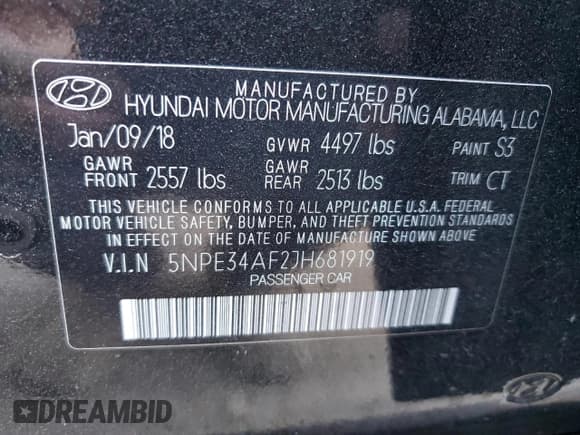 MANUFACTURED BY
HYUNDAI MOTOR MANUFACTURING ALABAMA, LLC
Jan/09/18 GVWR 4497 lbs PAINT S3
GAWR FRONT 2557 lbs GAWR REAR 2513 lbs TRIM CT
THIS VEHICLE CONFORMS TO ALL APPLICABLE U.S.A. FEDERAL
MOTOR VEHICLE SAFETY, BUMPER, AND THEFT PREVENTION STANDARDS
IN EFFECT ON THE DATE OF MANUFACTURE SHOWN ABOVE.
V.I.N 5NPE34AF2JH681919
PASSENGER CAR
DREAMBID